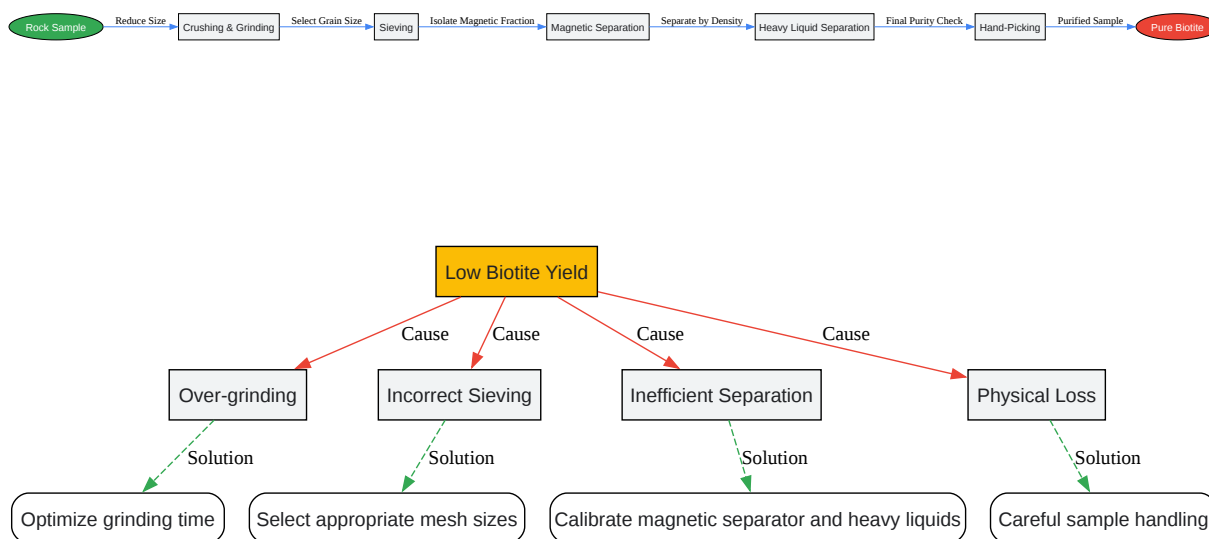 Rock Sample
Reduce Size
Crushing & Grinding
Select Grain Size
Sieving
Isolate Magnetic Fraction
Magnetic Separation
Separate by Density
Heavy Liquid Separation
Final Purity Check
Hand-Picking
Purified Sample
Pure Biotite
Low Biotite Yield
Cause
Cause
Cause
Cause
Over-grinding
Incorrect Sieving
Inefficient Separation
Physical Loss
Solution
Solution
Solution
Solution
Optimize grinding time
Select appropriate mesh sizes
Calibrate magnetic separator and heavy liquids
Careful sample handling